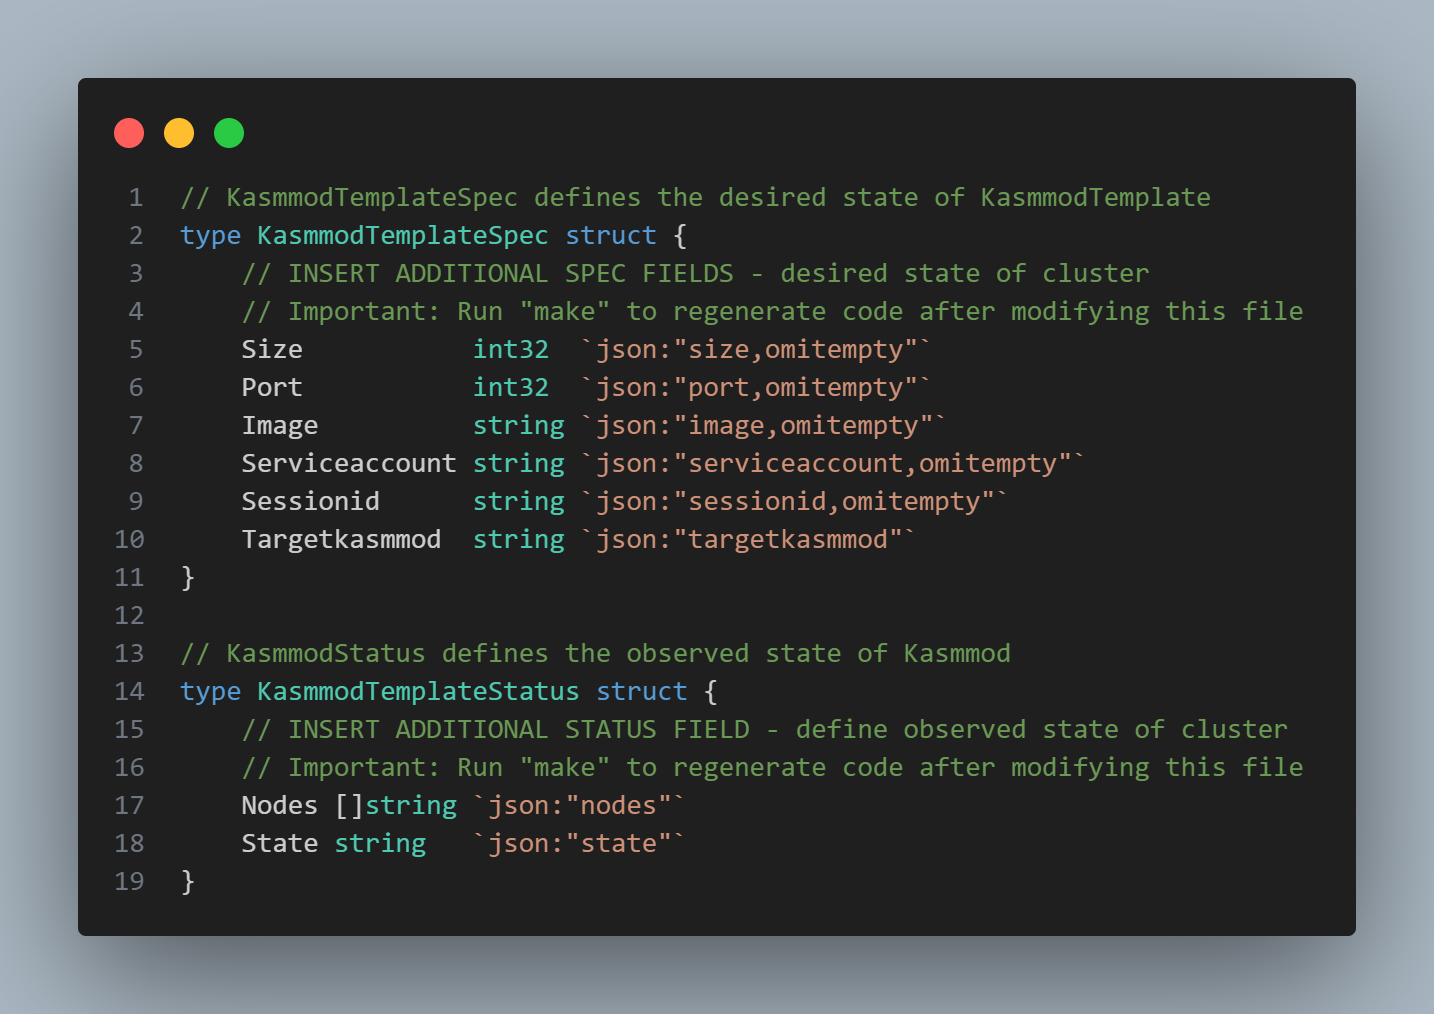 1 // KasmmodTemplateSpec defines the desired state of KasmmodTemplate
2 type KasmmodTemplateSpec struct {
3     // INSERT ADDITIONAL SPEC FIELDS - desired state of cluster
4     // Important: Run "make" to regenerate code after modifying this file
5     Size           int32  `json:"size,omitempty"`
6     Port           int32  `json:"port,omitempty"`
7     Image          string `json:"image,omitempty"`
8     Serviceaccount string `json:"serviceaccount,omitempty"`
9     Sessionid      string `json:"sessionid,omitempty"`
10     Targetkasmmod  string `json:"targetkasmmod"`
11 }
12
13 // KasmmodStatus defines the observed state of Kasmmod
14 type KasmmodTemplateStatus struct {
15     // INSERT ADDITIONAL STATUS FIELD - define observed state of cluster
16     // Important: Run "make" to regenerate code after modifying this file
17     Nodes []string `json:"nodes"`
18     State string   `json:"state"`
19 }